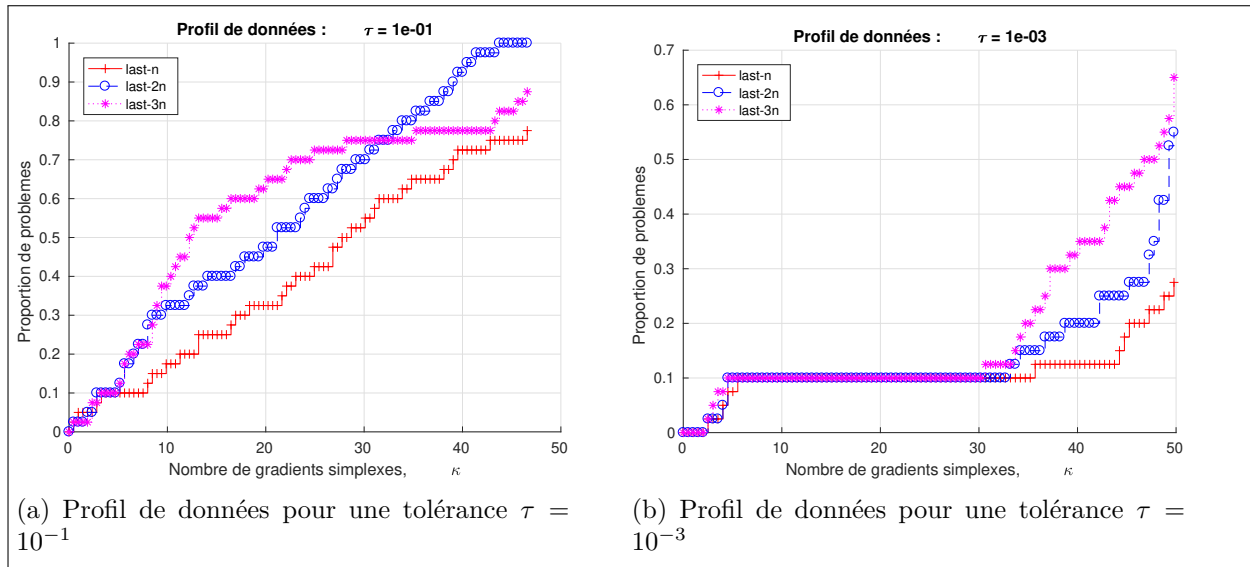 Profil de données : τ = 1e-01
last-n
last-2n
last-3n
Proportion de problemes
1
0.9
0.8
0.7
0.6
0.5
0.4
0.3
0.2
0.1
0
0 10 20 30 40 50
Nombre de gradients simplexes, κ
(a) Profil de données pour une tolérance τ =
10⁻¹
Profil de données : τ = 1e-03
last-n
last-2n
last-3n
Proportion de problemes
0.7
0.6
0.5
0.4
0.3
0.2
0.1
0
0 10 20 30 40 50
Nombre de gradients simplexes, κ
(b) Profil de données pour une tolérance τ =
10⁻³